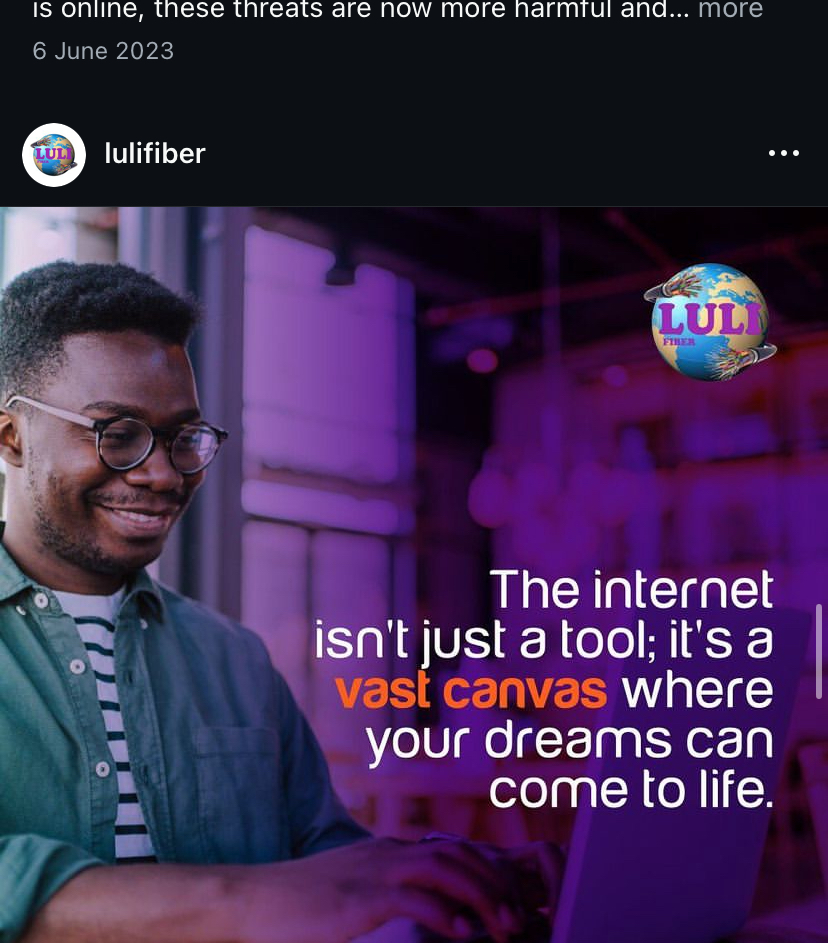 is online, these threats are now more harmful and... more
6 June 2023
LULI
lulifiber
LULI
FIBER
The internet
isn't just a tool; it's a
vast canvas where
your dreams can
come to life.